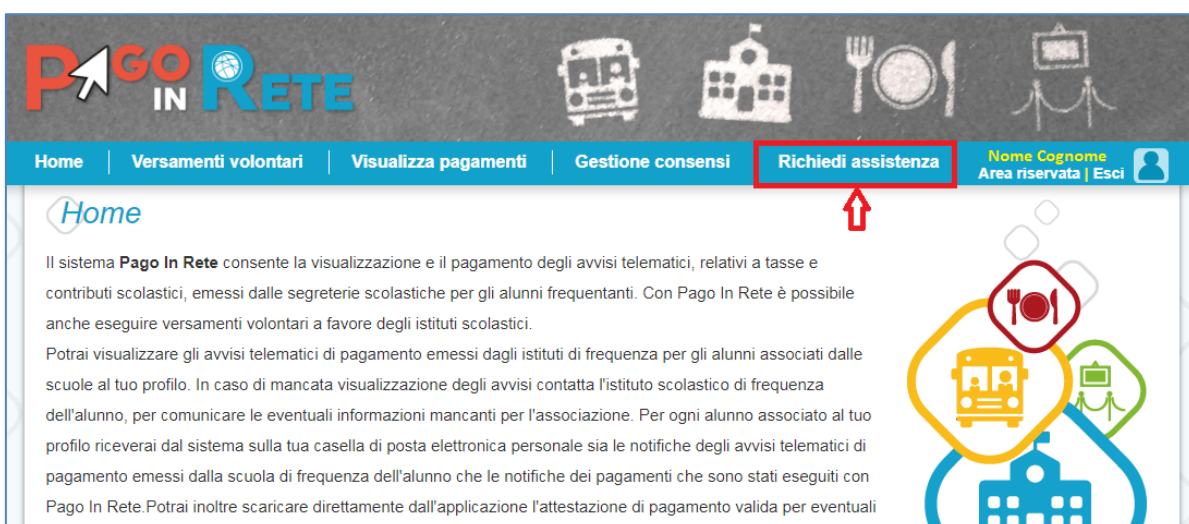 PAGO
IN RETE
Home Versamenti volontari Visualizza pagamenti Gestione consensi Richiedi assistenza Nome Cognome
Area riservata | Esci
Home
Il sistema Pago In Rete consente la visualizzazione e il pagamento degli avvisi telematici, relativi a tasse e
contributi scolastici, emessi dalle segreterie scolastiche per gli alunni frequentanti. Con Pago In Rete è possibile
anche eseguire versamenti volontari a favore degli istituti scolastici.
Potrai visualizzare gli avvisi telematici di pagamento emessi dagli istituti di frequenza per gli alunni associati dalle
scuole al tuo profilo. In caso di mancata visualizzazione degli avvisi contatta l'istituto scolastico di frequenza
dell'alunno, per comunicare le eventuali informazioni mancanti per l'associazione. Per ogni alunno associato al tuo
profilo riceverai dal sistema sulla tua casella di posta elettronica personale sia le notifiche degli avvisi telematici di
pagamento emessi dalla scuola di frequenza dell'alunno che le notifiche dei pagamenti che sono stati eseguiti con
Pago In Rete.Potrai inoltre scaricare direttamente dall'applicazione l'attestazione di pagamento valida per eventuali